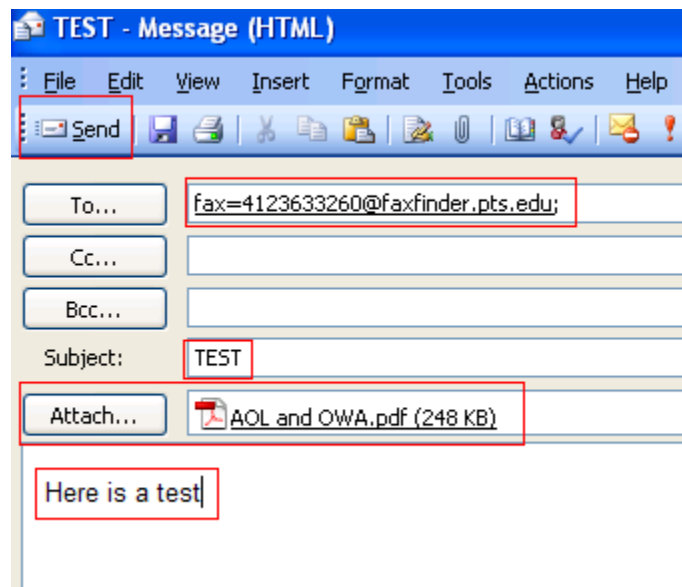 TEST - Message (HTML)
File Edit View Insert Format Tools Actions Help
Send
To... fax=4123633260@faxfinder.pts.edu;
Cc...
Bcc...
Subject: TEST
Attach... AOL and OWA.pdf (248 KB)
Here is a test